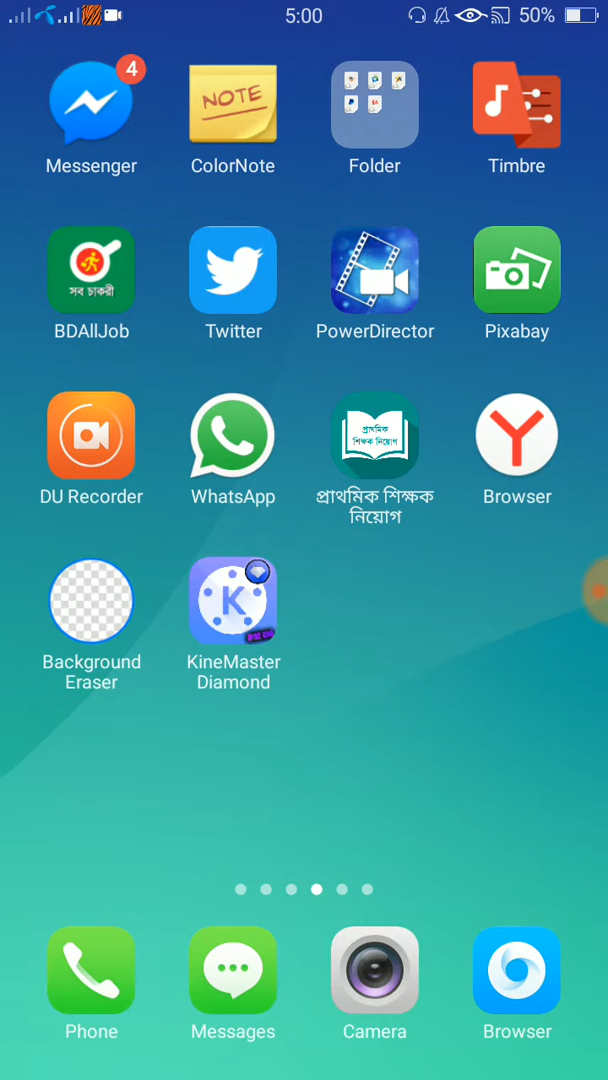 5:00
50%
4
NOTE
Messenger
ColorNote
Folder
Timbre
সব চাকরী
BDAllJob
Twitter
PowerDirector
Pixabay
প্রাথমিক
শিক্ষক নিয়োগ
DU Recorder
WhatsApp
প্রাথমিক শিক্ষক
নিয়োগ
Browser
K
Background
Eraser
KineMaster
Diamond
Phone
Messages
Camera
Browser